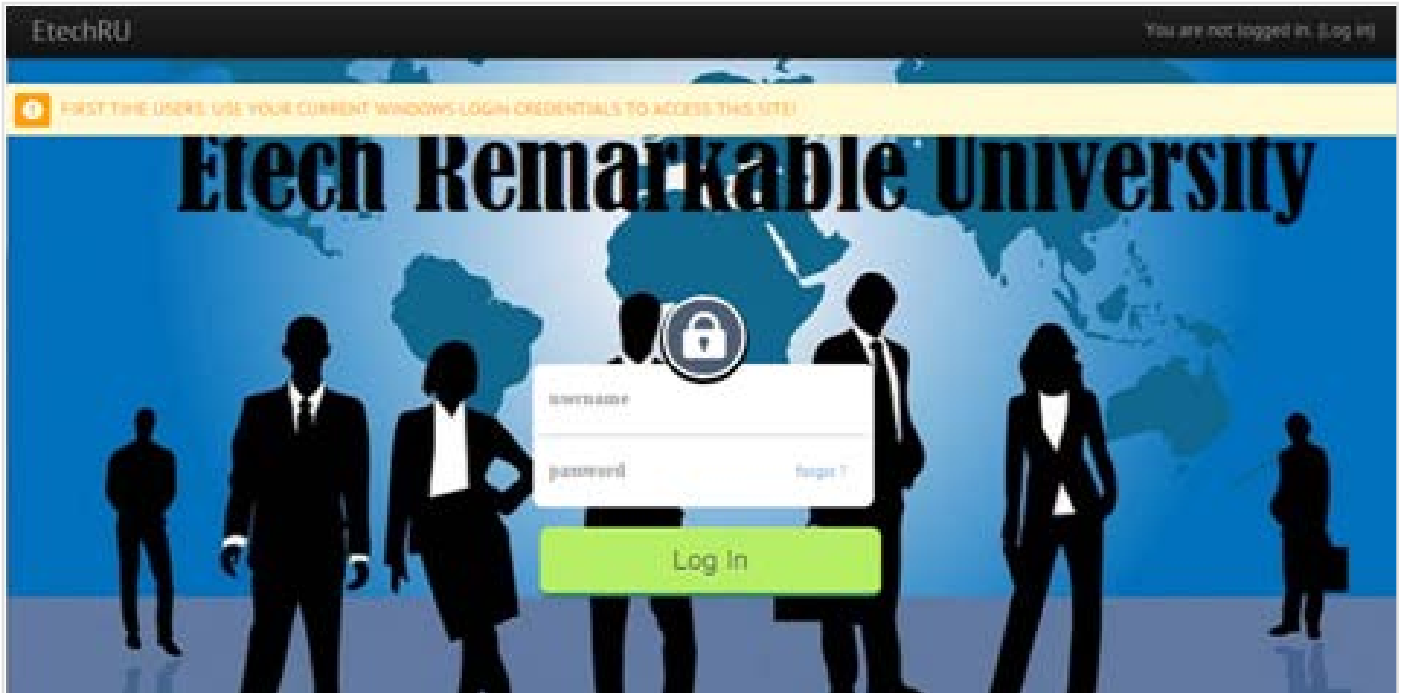 EtechRU
You are not logged in. (Log in)
FIRST TIME USERS: USE YOUR CURRENT WINDOWS LOGIN CREDENTIALS TO ACCESS THIS SITE!
Etech Remarkable University
username
password
forgot ?
Log In